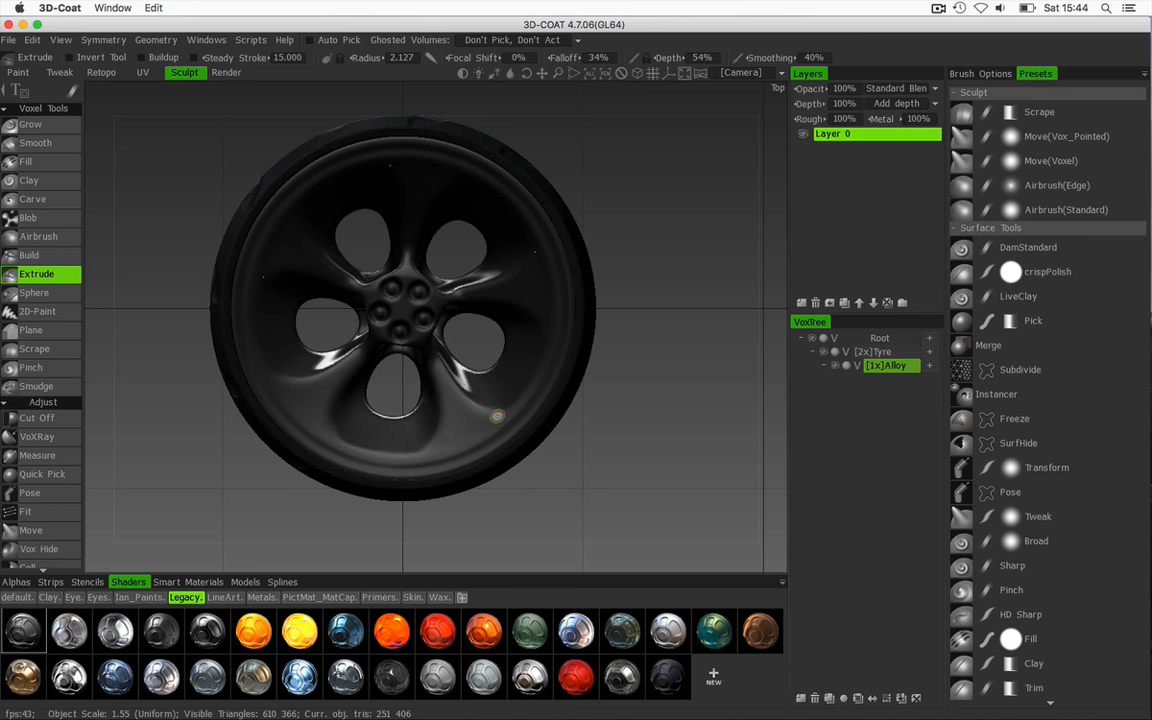 3D-Coat Window Edit Sat 15:44
3D-COAT 4.7.06(GL64)
File Edit View Symmetry Geometry Windows Scripts Help Auto Pick Ghosted Volumes: Don't Pick, Don't Act
Extrude Invert Tool Buildup Steady Stroke 15.000 Radius 2.127 Focal Shift 0% Falloff 34% Depth 54% Smoothing 40%
Paint Tweak Retopo UV Sculpt Render [Camera]
Top
Voxel Tools
Grow
Smooth
Fill
Clay
Carve
Blob
Airbrush
Build
Extrude
Sphere
2D-Paint
Plane
Scrape
Pinch
Smudge
Adjust
Cut Off
VoXRay
Measure
Quick Pick
Pose
Fit
Move
Vox Hide
Layers
Opacit 100% Standard Blen
Depth 100% Add depth
Rough 100% Metal 100%
Layer 0
VoxTree
V Root +
V [2x]Tyre +
V [1x]Alloy +
Brush Options Presets
Sculpt
Scrape
Move(Vox_Pointed)
Move(Voxel)
Airbrush(Edge)
Airbrush(Standard)
Surface Tools
DamStandard
crispPolish
LiveClay
Pick
Merge
Subdivide
Instancer
Freeze
SurfHide
Transform
Pose
Tweak
Broad
Sharp
Pinch
HD Sharp
Fill
Clay
Trim
Alphas Strips Stencils Shaders Smart Materials Models Splines
default. Clay. Eye. Eyes. Ian_Paints. Legacy. LineArt. Metals. PictMat_MatCap. Primers. Skin. Wax.
NEW
fps:43; Object Scale: 1.55 (Uniform); Visible Triangles: 610 366; Curr. obj. tris: 251 406